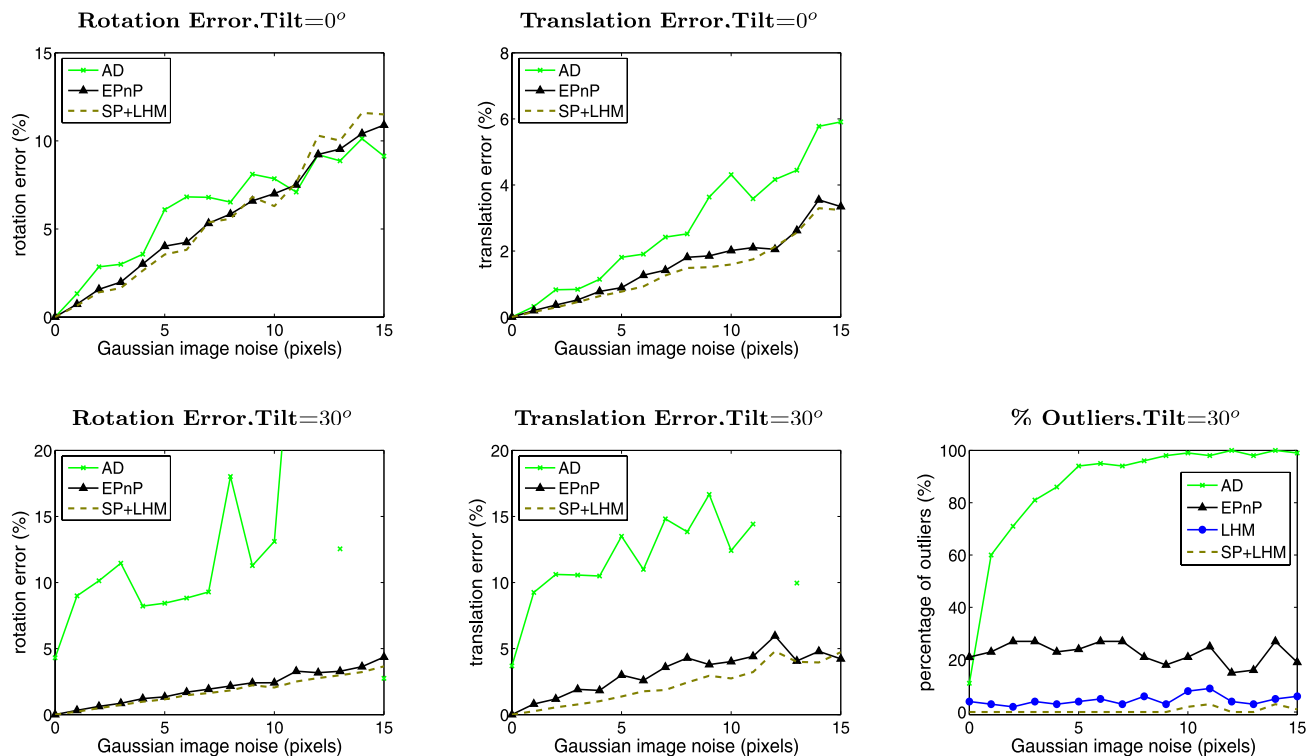 Rotation Error,Tilt=0°
15
10
5
0
0 5 10 15
rotation error (%)
Gaussian image noise (pixels)
AD
EPnP
SP+LHM
Translation Error,Tilt=0°
8
6
4
2
0
0 5 10 15
translation error (%)
Gaussian image noise (pixels)
AD
EPnP
SP+LHM
Rotation Error,Tilt=30°
20
15
10
5
0
0 5 10 15
rotation error (%)
Gaussian image noise (pixels)
AD
EPnP
SP+LHM
Translation Error,Tilt=30°
20
15
10
5
0
0 5 10 15
translation error (%)
Gaussian image noise (pixels)
AD
EPnP
SP+LHM
% Outliers,Tilt=30°
100
80
60
40
20
0
0 5 10 15
percentage of outliers (%)
Gaussian image noise (pixels)
AD
EPnP
LHM
SP+LHM